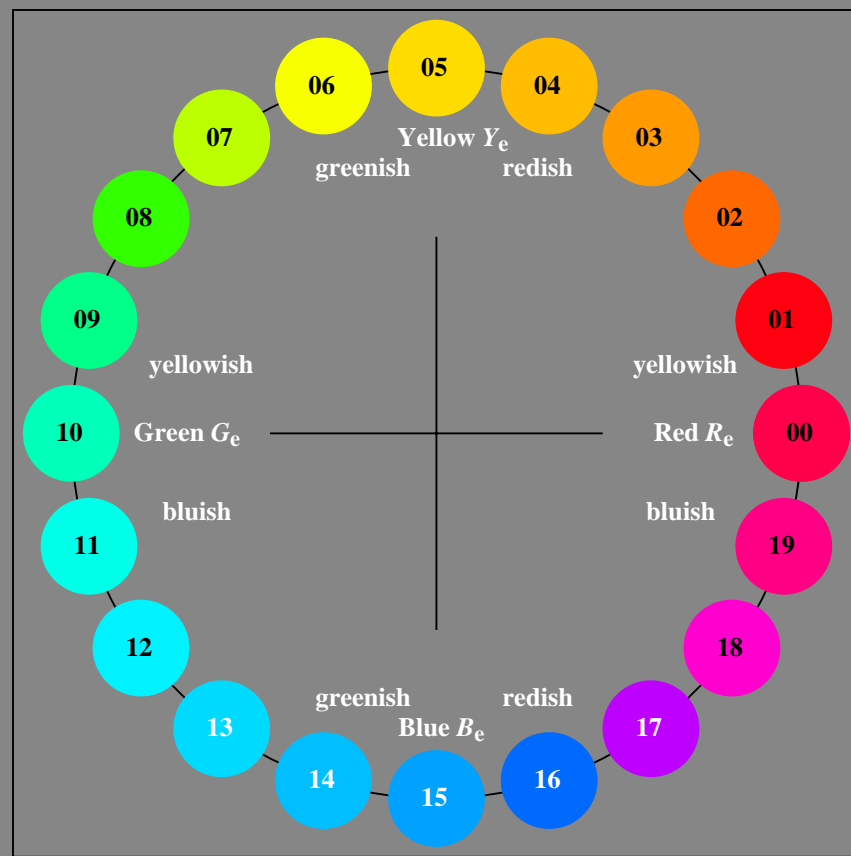 05
06
04
07
03
Yellow Ye
greenish
redish
08
02
09
01
yellowish
yellowish
10
Green Ge
Red Re
00
bluish
bluish
11
19
12
18
greenish
redish
13
Blue Be
17
14
16
15